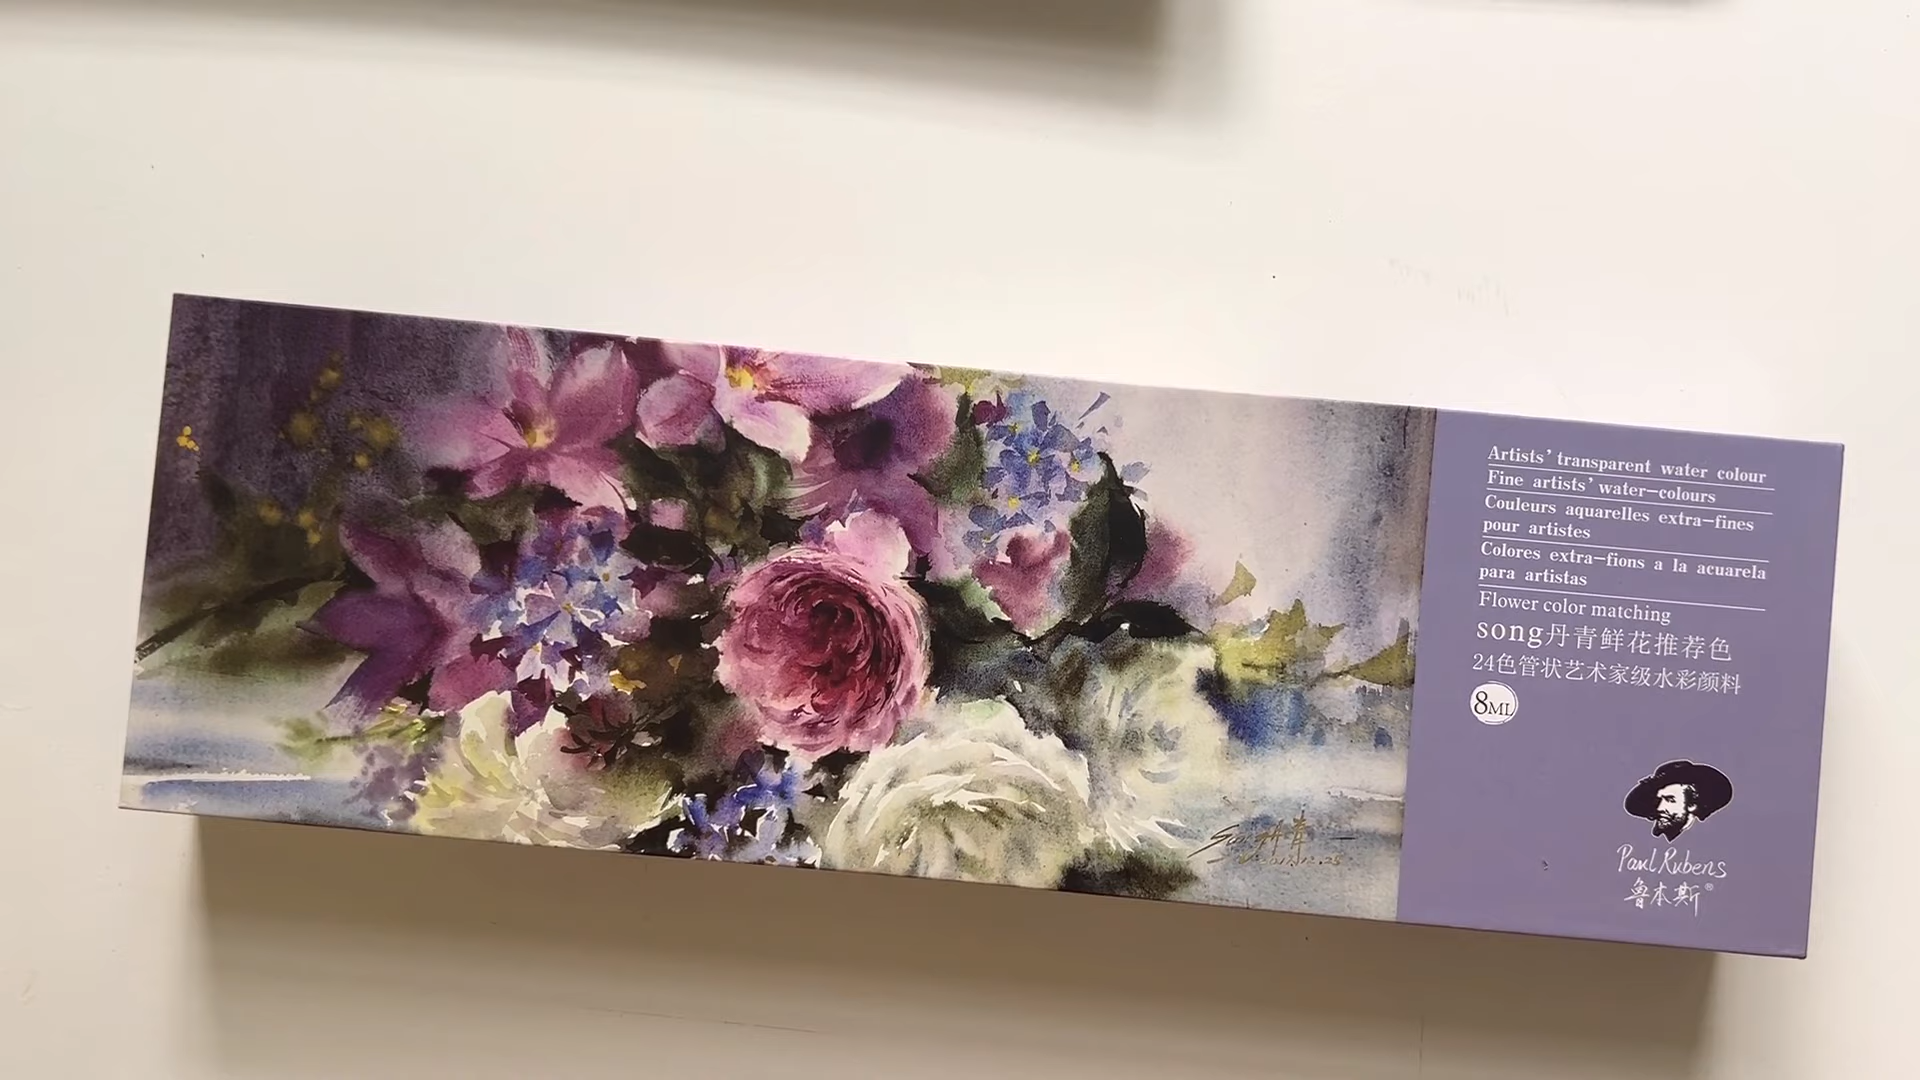 Artists' transparent water colour
Fine artists' water-colours
Couleurs aquarelles extra-fines
pour artistes
Colores extra-fions a la acuarela
para artistas
Flower color matching
song丹青鲜花推荐色
24色管状艺术家级水彩颜料
8ML
Paul Rubens
鲁本斯®